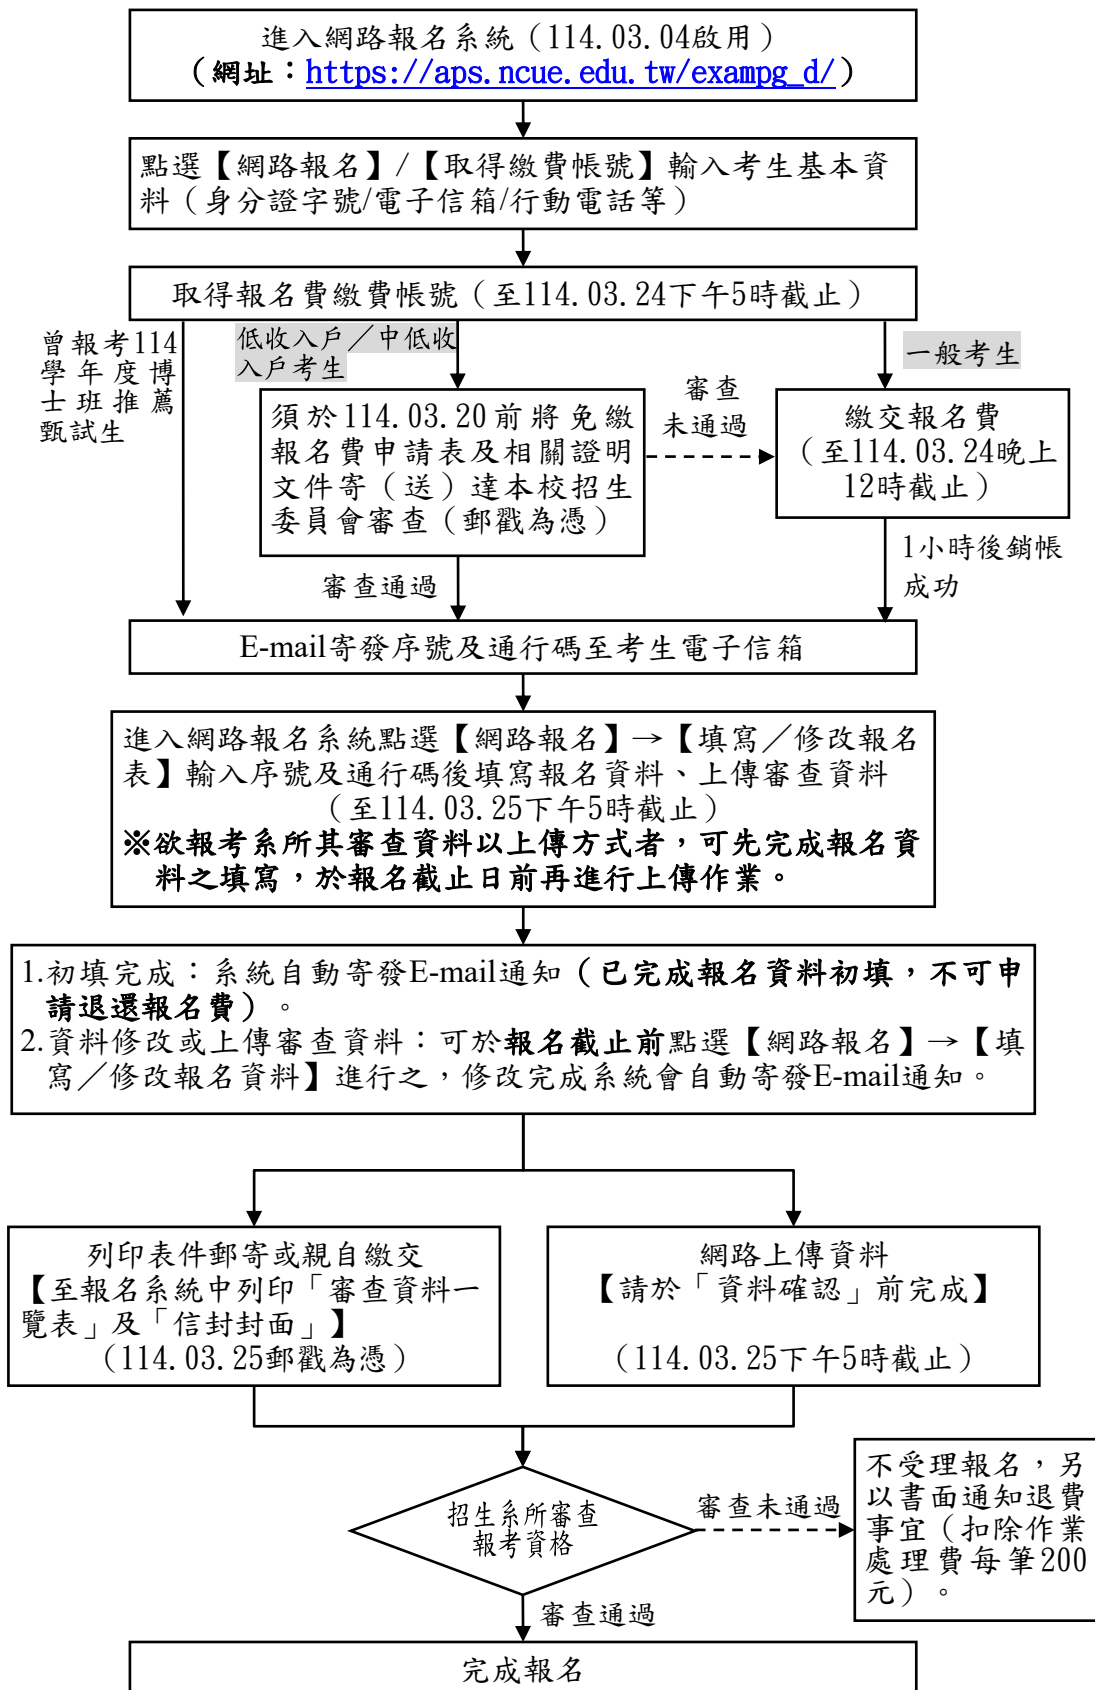 進入網路報名系統（114.03.04啟用）
（網址：https://aps.ncue.edu.tw/exampg_d/）
點選【網路報名】/【取得繳費帳號】輸入考生基本資
料（身分證字號/電子信箱/行動電話等）
取得報名費繳費帳號（至114.03.24下午5時截止）
曾報考114
學年度博
士班推薦
甄試生
低收入戶／中低收
入戶考生
一般考生
須於114.03.20前將免繳
報名費申請表及相關證明
文件寄（送）達本校招生
委員會審查（郵戳為憑）
審查
未通過
繳交報名費
（至114.03.24晚上
12時截止）
審查通過
1小時後銷帳
成功
E-mail寄發序號及通行碼至考生電子信箱
進入網路報名系統點選【網路報名】→【填寫／修改報名
表】輸入序號及通行碼後填寫報名資料、上傳審查資料
（至114.03.25下午5時截止）
※欲報考系所其審查資料以上傳方式者，可先完成報名資
料之填寫，於報名截止日前再進行上傳作業。
1.初填完成：系統自動寄發E-mail通知（已完成報名資料初填，不可申
請退還報名費）。
2.資料修改或上傳審查資料：可於報名截止前點選【網路報名】→【填
寫／修改報名資料】進行之，修改完成系統會自動寄發E-mail通知。
列印表件郵寄或親自繳交
【至報名系統中列印「審查資料一
覽表」及「信封封面」】
（114.03.25郵戳為憑）
網路上傳資料
【請於「資料確認」前完成】
（114.03.25下午5時截止）
招生系所審查
報考資格
審查未通過
不受理報名，另
以書面通知退費
事宜（扣除作業
處理費每筆200
元）。
審查通過
完成報名